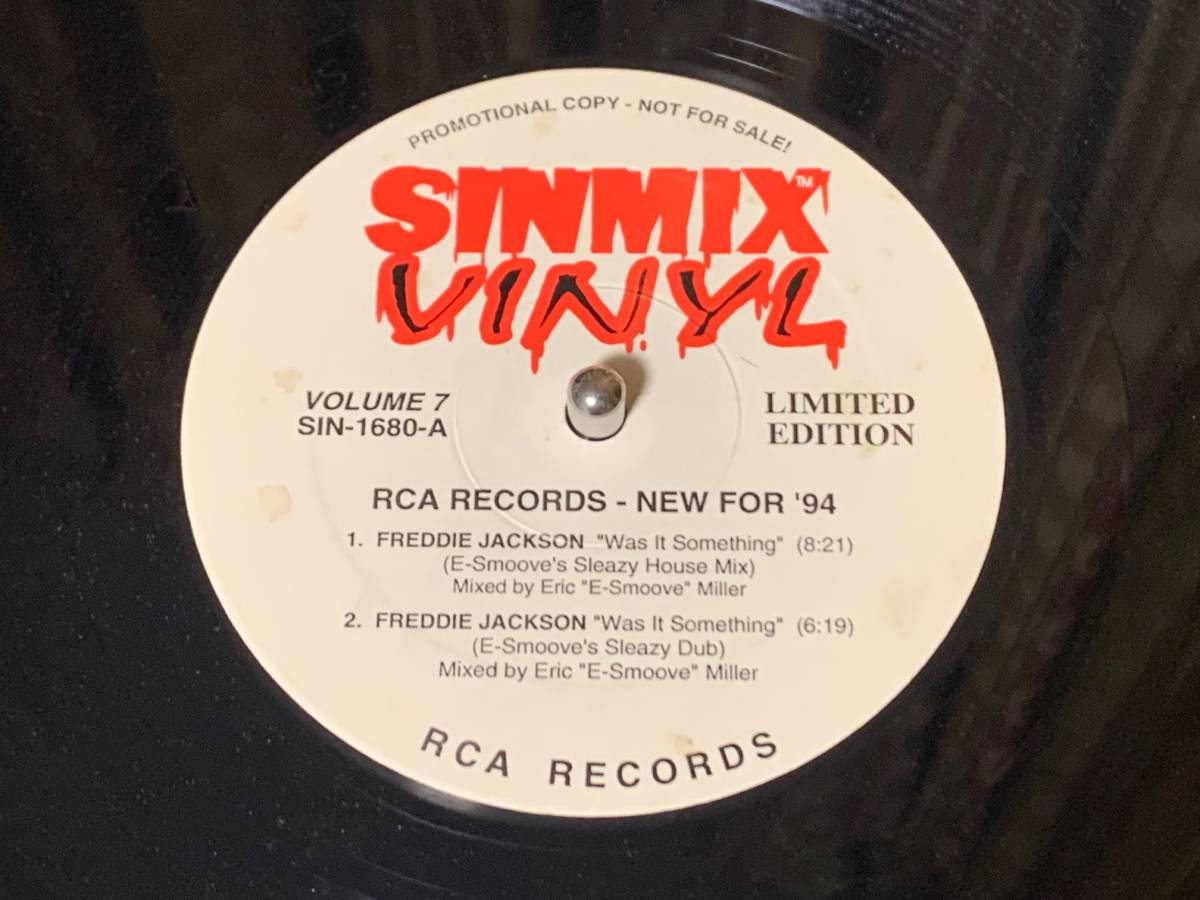 PROMOTIONAL COPY - NOT FOR SALE!
SINMIX™
VINYL
VOLUME 7
SIN-1680-A
LIMITED
EDITION
RCA RECORDS - NEW FOR '94
1. FREDDIE JACKSON "Was It Something" (8:21)
(E-Smoove's Sleazy House Mix)
Mixed by Eric "E-Smoove" Miller
2. FREDDIE JACKSON "Was It Something" (6:19)
(E-Smoove's Sleazy Dub)
Mixed by Eric "E-Smoove" Miller
RCA RECORDS